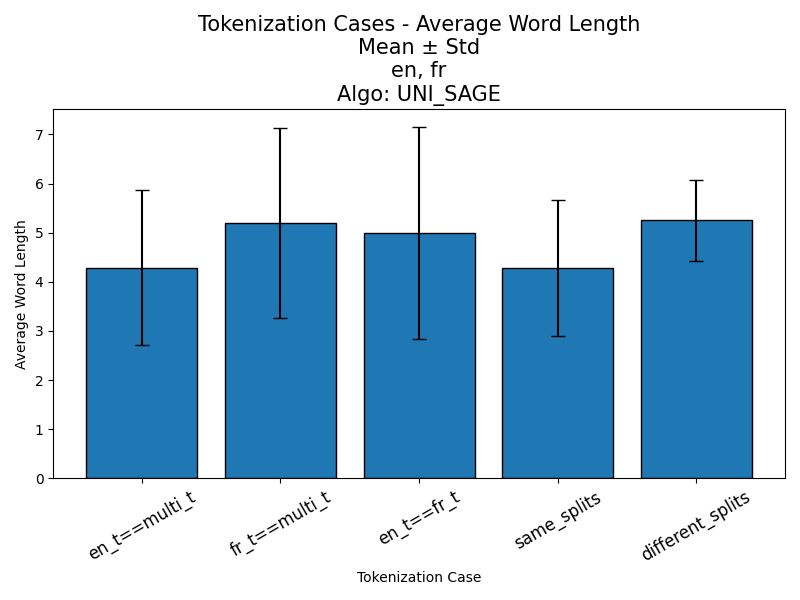 Tokenization Cases - Average Word Length
Mean ± Std
en, fr
Algo: UNI_SAGE
Average Word Length
7
6
5
4
3
2
1
0
en_t==multi_t
fr_t==multi_t
en_t==fr_t
same_splits
different_splits
Tokenization Case